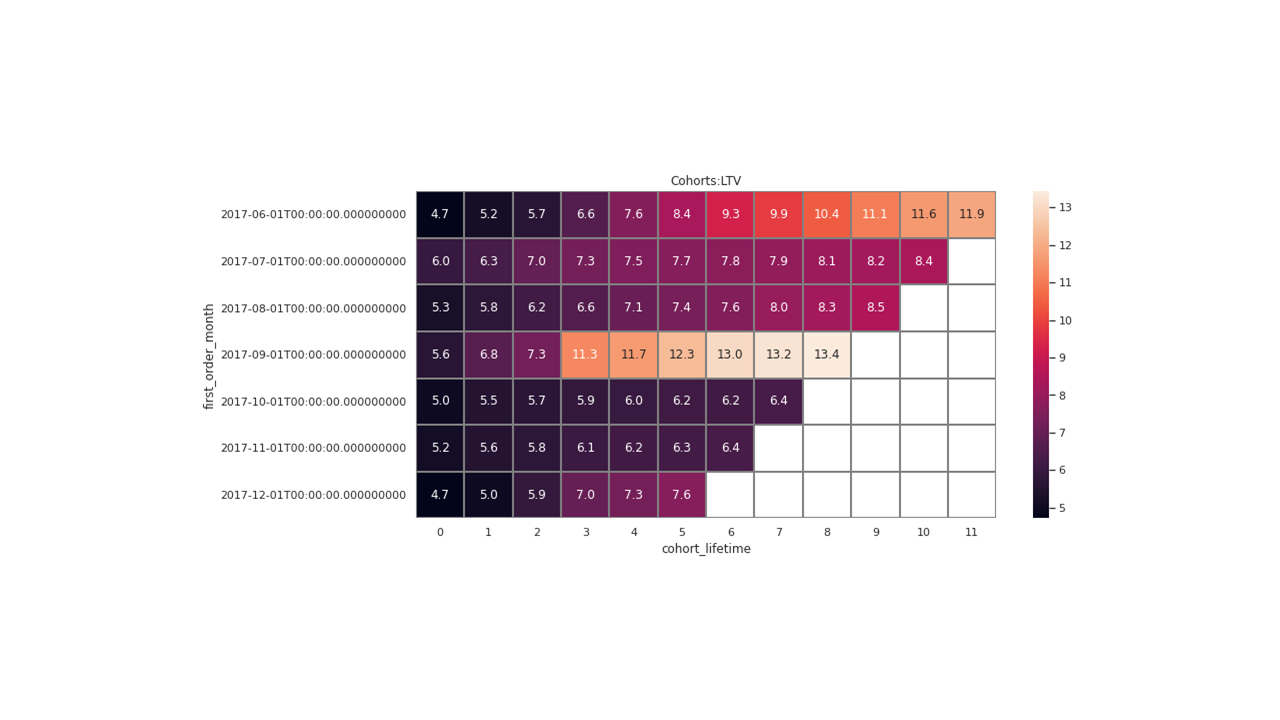 Cohorts:LTV
first_order_month
2017-06-01T00:00:00.000000000 4.7 5.2 5.7 6.6 7.6 8.4 9.3 9.9 10.4 11.1 11.6 11.9
2017-07-01T00:00:00.000000000 6.0 6.3 7.0 7.3 7.5 7.7 7.8 7.9 8.1 8.2 8.4
2017-08-01T00:00:00.000000000 5.3 5.8 6.2 6.6 7.1 7.4 7.6 8.0 8.3 8.5
2017-09-01T00:00:00.000000000 5.6 6.8 7.3 11.3 11.7 12.3 13.0 13.2 13.4
2017-10-01T00:00:00.000000000 5.0 5.5 5.7 5.9 6.0 6.2 6.2 6.4
2017-11-01T00:00:00.000000000 5.2 5.6 5.8 6.1 6.2 6.3 6.4
2017-12-01T00:00:00.000000000 4.7 5.0 5.9 7.0 7.3 7.6
0 1 2 3 4 5 6 7 8 9 10 11
cohort_lifetime
13
12
11
10
9
8
7
6
5